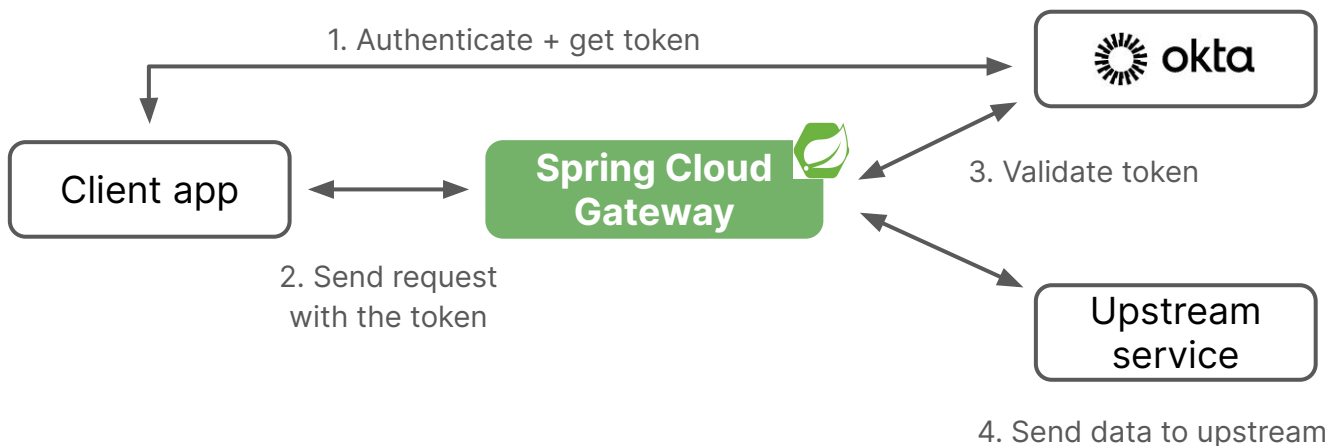 1. Authenticate + get token
okta
Client app
Spring Cloud
Gateway
3. Validate token
2. Send request
with the token
Upstream
service
4. Send data to upstream